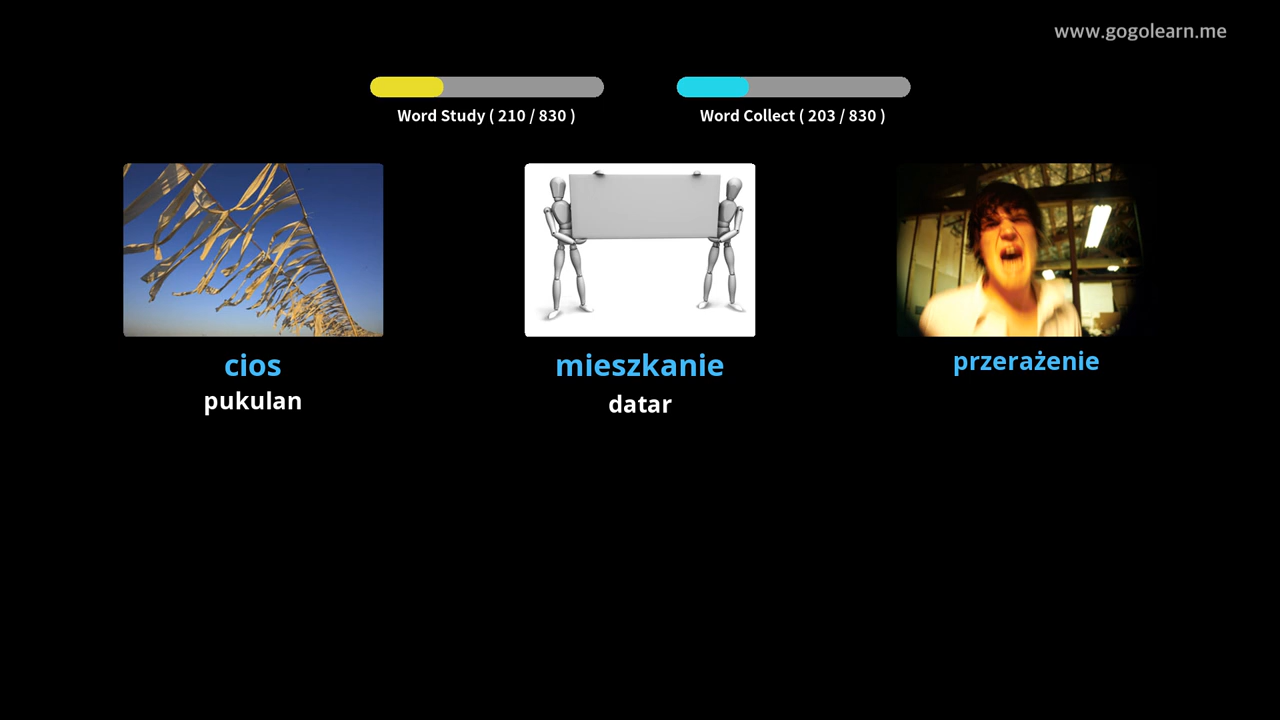 www.gogolearn.me
Word Study ( 210 / 830 )
Word Collect ( 203 / 830 )
cios
mieszkanie
przerażenie
pukulan
datar